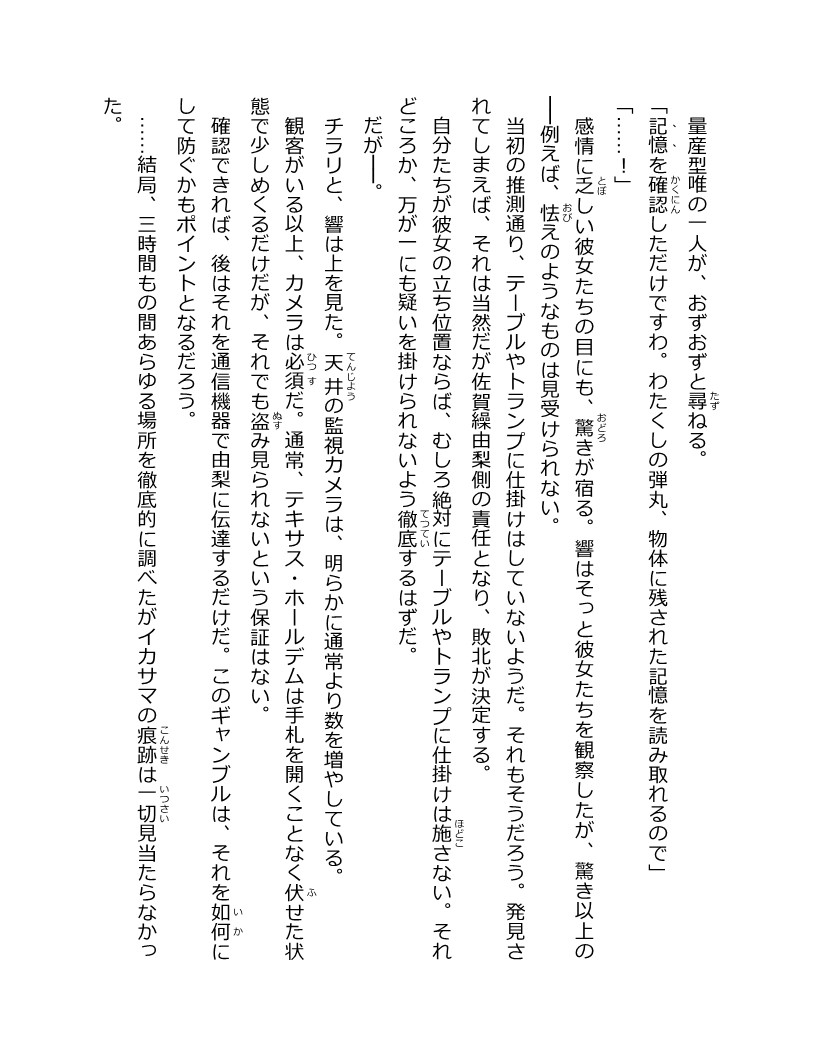 量産型唯の一人が、おずおずと尋ねる。
「記憶を確認しただけですわ。わたくしの弾丸、物体に残された記憶を読み取れるので」
「……！」
感情に乏しい彼女たちの目にも、驚きが宿る。響はそっと彼女たちを観察したが、驚き以上の
――例えば、怯えのようなものは見受けられない。
当初の推測通り、テーブルやトランプに仕掛けはしていないようだ。それもそうだろう。発見さ
れてしまえば、それは当然だが佐賀繰由梨側の責任となり、敗北が決定する。
自分たちが彼女の立ち位置ならば、むしろ絶対にテーブルやトランプに仕掛けは施さない。それ
どころか、万が一にも疑いを掛けられないよう徹底するはずだ。
だが――。
チラリと、響は上を見た。天井の監視カメラは、明らかに通常より数を増やしている。
観客がいる以上、カメラは必須だ。通常、テキサス・ホールデムは手札を開くことなく伏せた状
態で少しめくるだけだが、それでも盗み見られないという保証はない。
確認できれば、後はそれを通信機器で由梨に伝達するだけだ。このギャンブルは、それを如何に
して防ぐかもポイントとなるだろう。
……結局、三時間もの間あらゆる場所を徹底的に調べたがイカサマの痕跡は一切見当たらなかっ
た。